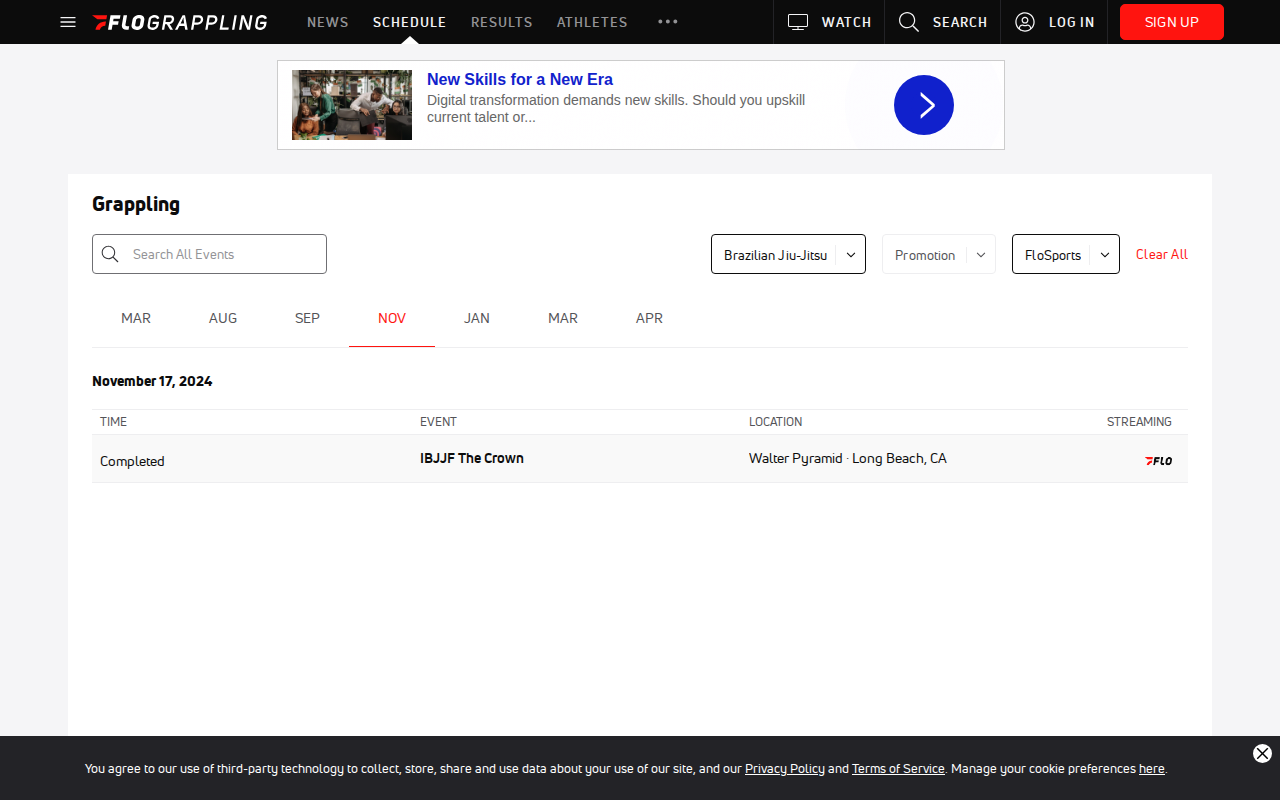 FLOGRAPPLING NEWS SCHEDULE RESULTS ATHLETES WATCH SEARCH LOG IN SIGN UP
New Skills for a New Era
Digital transformation demands new skills. Should you upskill
current talent or...
Grappling
Search All Events Brazilian Jiu-Jitsu Promotion FloSports Clear All
MAR AUG SEP NOV JAN MAR APR
November 17, 2024
TIME EVENT LOCATION STREAMING
Completed IBJJF The Crown Walter Pyramid · Long Beach, CA FLO
You agree to our use of third-party technology to collect, store, share and use data about your use of our site, and our Privacy Policy and Terms of Service. Manage your cookie preferences here.